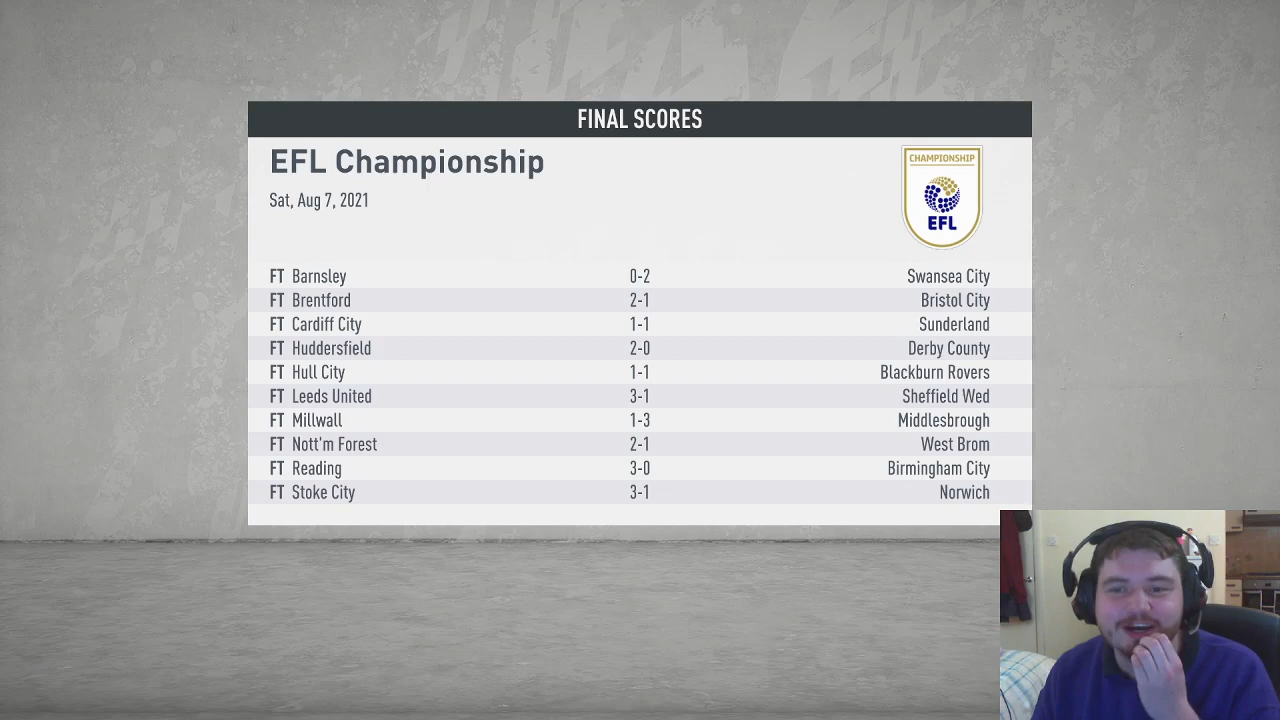 FINAL SCORES
EFL Championship
CHAMPIONSHIP
Sat, Aug 7, 2021
EFL
FT Barnsley 0-2 Swansea City
FT Brentford 2-1 Bristol City
FT Cardiff City 1-1 Sunderland
FT Huddersfield 2-0 Derby County
FT Hull City 1-1 Blackburn Rovers
FT Leeds United 3-1 Sheffield Wed
FT Millwall 1-3 Middlesbrough
FT Nott'm Forest 2-1 West Brom
FT Reading 3-0 Birmingham City
FT Stoke City 3-1 Norwich